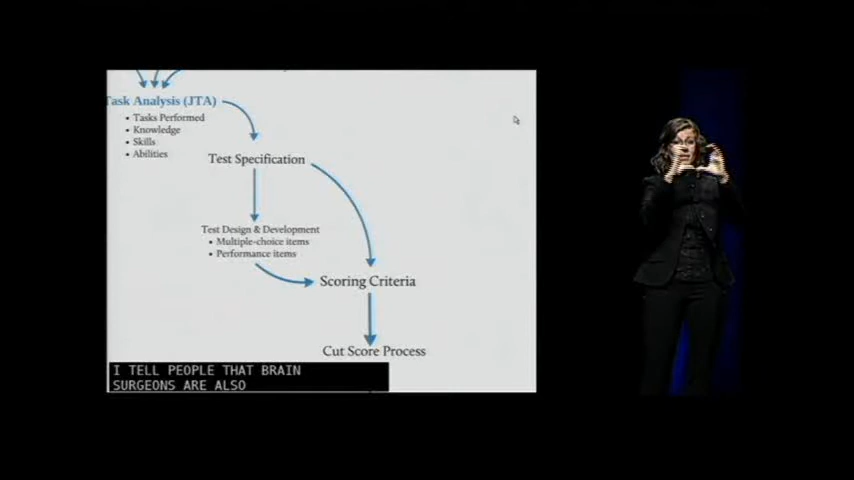 Task Analysis (JTA)
• Tasks Performed
• Knowledge
• Skills
• Abilities
Test Specification
Test Design & Development
• Multiple-choice items
• Performance items
Scoring Criteria
Cut Score Process
I TELL PEOPLE THAT BRAIN
SURGEONS ARE ALSO